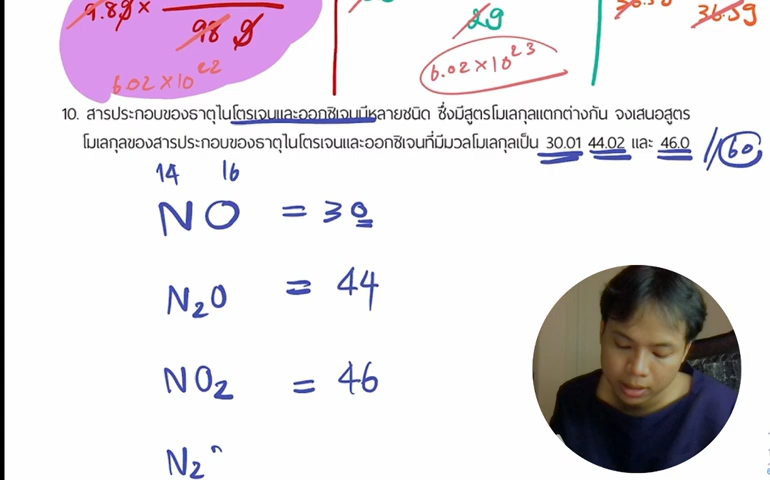 9.8g ×
98 g
6.02 × 10²²
29
6.02 × 10²³
36.5g
10. สารประกอบของธาตุไนโตรเจนและออกซิเจนมีหลายชนิด ซึ่งมีสูตรโมเลกุลแตกต่างกัน จงเสนอสูตร
โมเลกุลของสารประกอบของธาตุไนโตรเจนและออกซิเจนที่มีมวลโมเลกุลเป็น 30.01 44.02 และ 46.0 // 60
14 16
NO = 30
N₂O = 44
NO₂ = 46
N₂